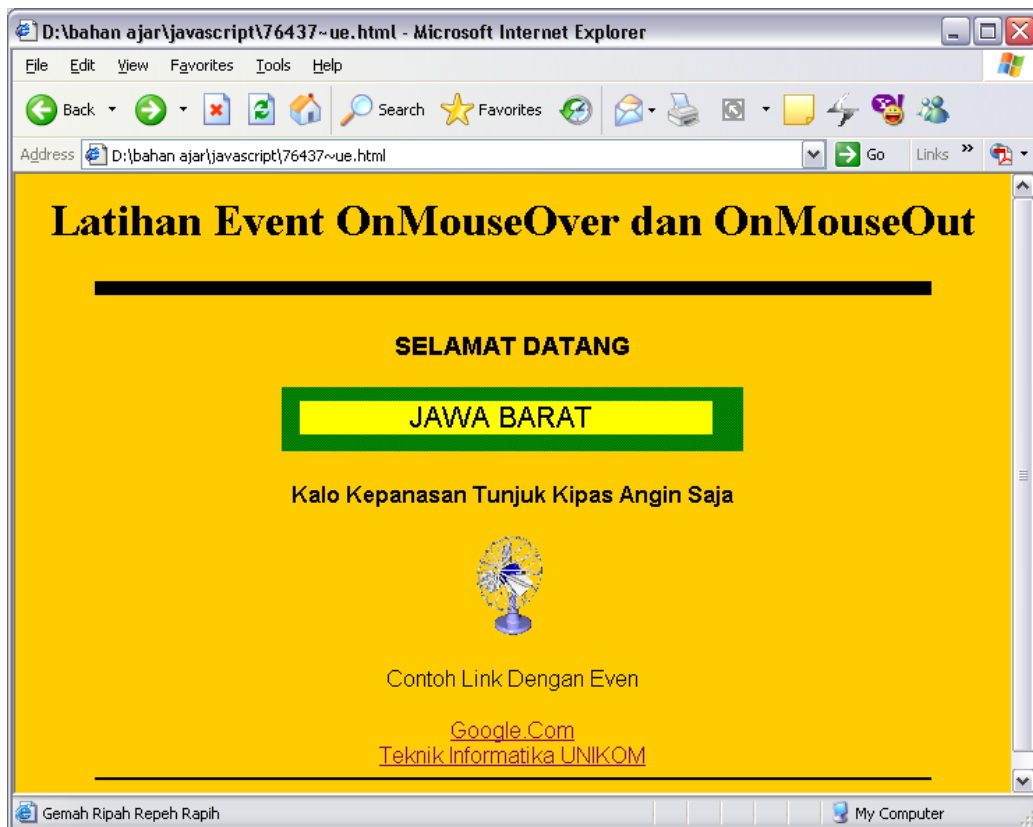 D:\bahan ajar\javascript\76437~ue.html - Microsoft Internet Explorer
File Edit View Favorites Tools Help
Back Search Favorites
Address D:\bahan ajar\javascript\76437~ue.html Go Links »
Latihan Event OnMouseOver dan OnMouseOut
SELAMAT DATANG
JAWA BARAT
Kalo Kepanasan Tunjuk Kipas Angin Saja
Contoh Link Dengan Even
Google.Com
Teknik Informatika UNIKOM
Gemah Ripah Repeh Rapih My Computer